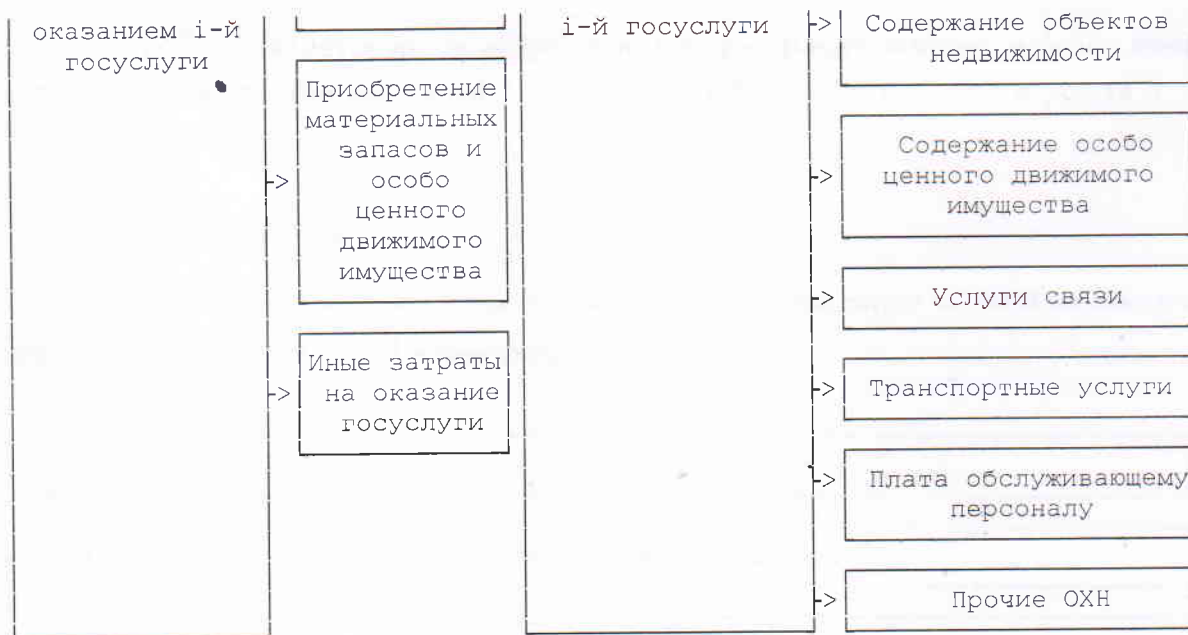 оказанием i-й
госуслуги
Приобретение
материальных
запасов и
особо
ценного
движимого
имущества
Иные затраты
на оказание
госуслуги
i-й госуслуги
Содержание объектов
недвижимости
Содержание особо
ценного движимого
имущества
Услуги связи
Транспортные услуги
Плата обслуживающему
персоналу
Прочие ОХН